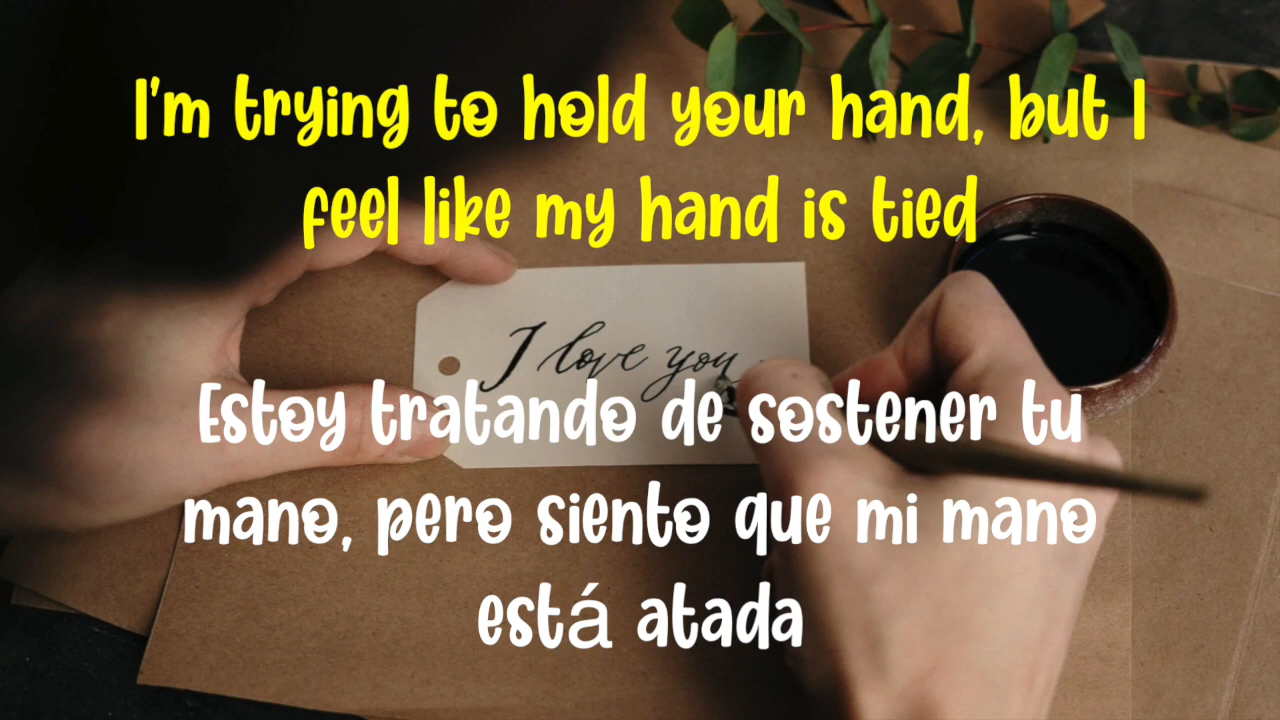 I'm trying to hold your hand, but I
feel like my hand is tied
I love you
Estoy tratando de sostener tu
mano, pero siento que mi mano
está atada